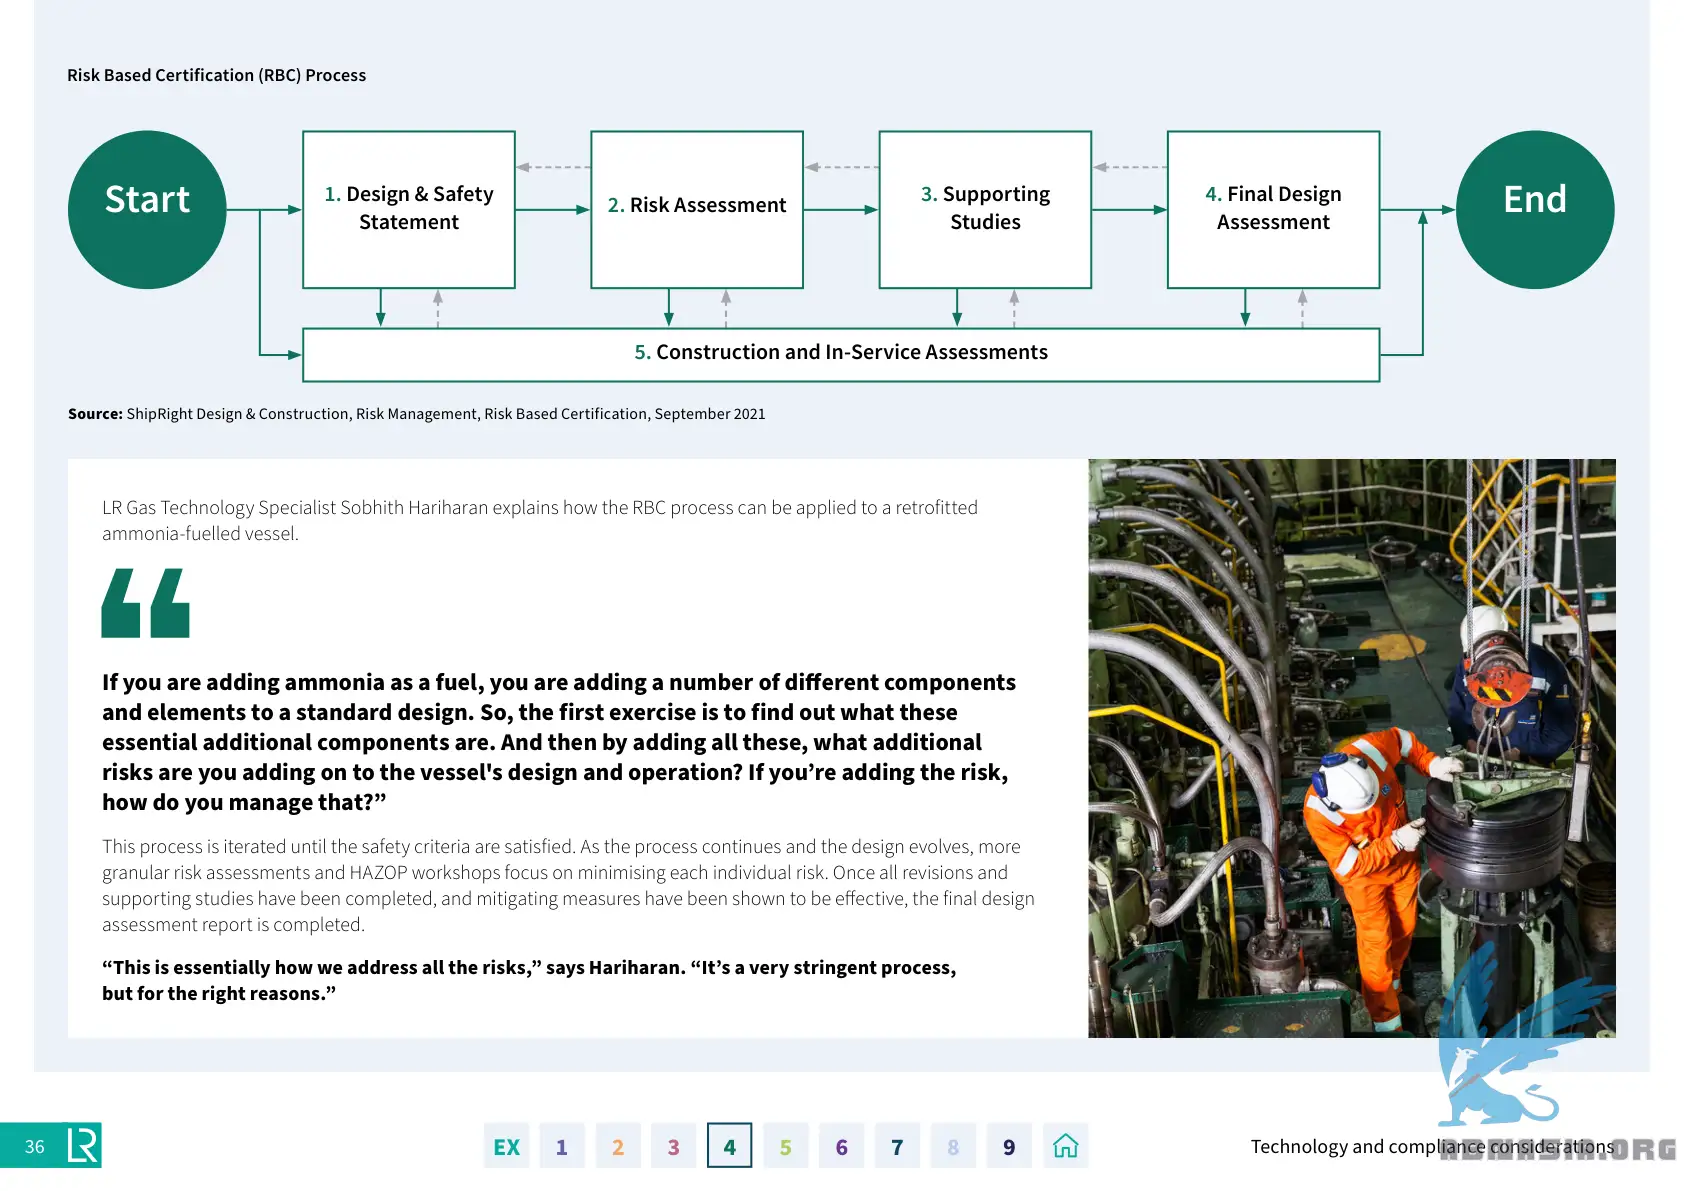 Risk Based Certification (RBC) Process
Start
1. Design & Safety
Statement
2. Risk Assessment
3. Supporting
Studies
4. Final Design
Assessment
End
5. Construction and In-Service Assessments
Source: ShipRight Design & Construction, Risk Management, Risk Based Certification, September 2021
LR Gas Technology Specialist Sobhith Hariharan explains how the RBC process can be applied to a retrofitted
ammonia-fuelled vessel.
“
If you are adding ammonia as a fuel, you are adding a number of different components
and elements to a standard design. So, the first exercise is to find out what these
essential additional components are. And then by adding all these, what additional
risks are you adding on to the vessel's design and operation? If you’re adding the risk,
how do you manage that?”
This process is iterated until the safety criteria are satisfied. As the process continues and the design evolves, more
granular risk assessments and HAZOP workshops focus on minimising each individual risk. Once all revisions and
supporting studies have been completed, and mitigating measures have been shown to be effective, the final design
assessment report is completed.
“This is essentially how we address all the risks,” says Hariharan. “It’s a very stringent process,
but for the right reasons.”
36 LR
EX 1 2 3 4 5 6 7 8 9
Technology and compliance considerations